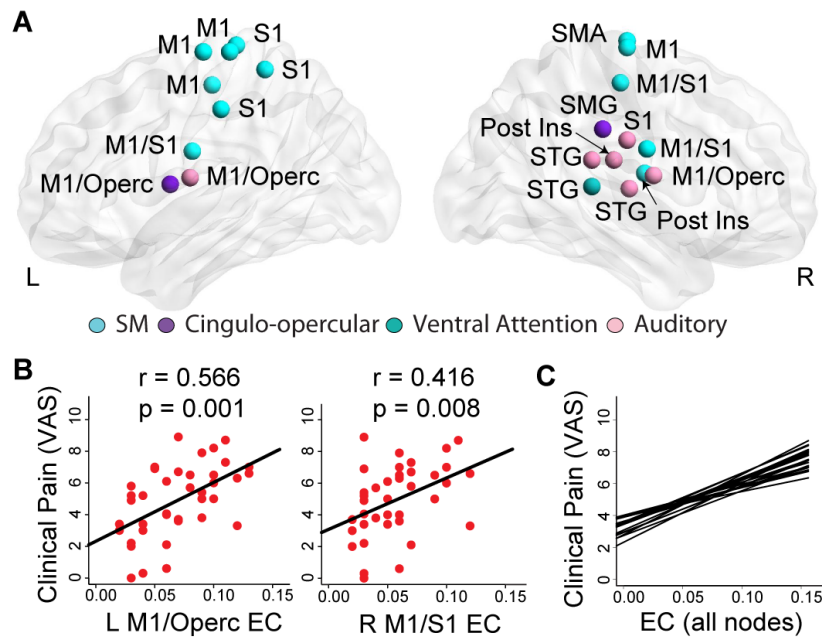 A
M1
M1
S1
S1
M1
S1
M1/S1
M1/Operc
M1/Operc
L
SMA
M1
M1/S1
SMG
S1
Post Ins
M1/S1
STG
M1/Operc
STG
STG
Post Ins
R
SM
Cingulo-opercular
Ventral Attention
Auditory
B
r = 0.566
p = 0.001
Clinical Pain (VAS)
10
8
6
4
2
0
0.00
0.05
0.10
0.15
L M1/Operc EC
r = 0.416
p = 0.008
10
8
6
4
2
0
0.00
0.05
0.10
0.15
R M1/S1 EC
C
Clinical Pain (VAS)
10
8
6
4
2
0
0.00
0.05
0.10
0.15
EC (all nodes)